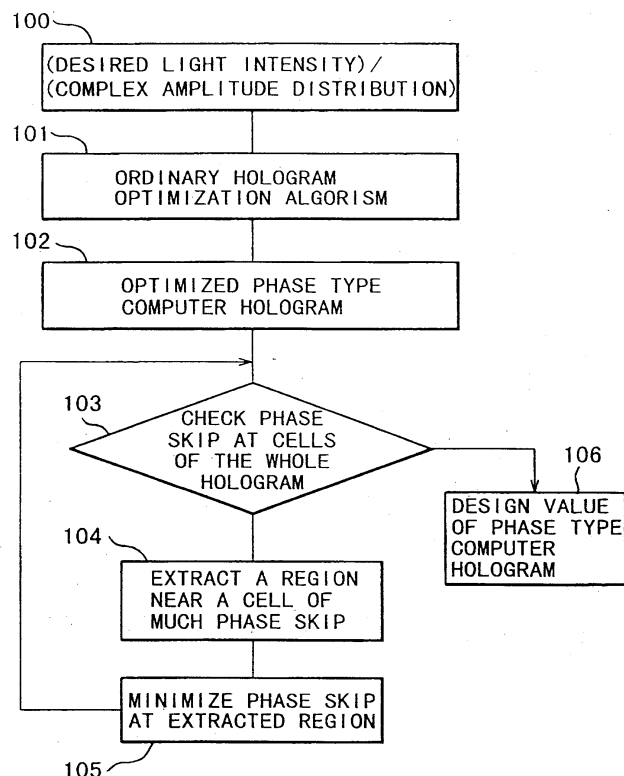 100
(DESIRED LIGHT INTENSITY)/
(COMPLEX AMPLITUDE DISTRIBUTION)
101
ORDINARY HOLOGRAM
OPTIMIZATION ALGORISM
102
OPTIMIZED PHASE TYPE
COMPUTER HOLOGRAM
103
CHECK PHASE
SKIP AT CELLS
OF THE WHOLE
HOLOGRAM
106
DESIGN VALUE
OF PHASE TYPE
COMPUTER
HOLOGRAM
104
EXTRACT A REGION
NEAR A CELL OF
MUCH PHASE SKIP
MINIMIZE PHASE SKIP
AT EXTRACTED REGION
105